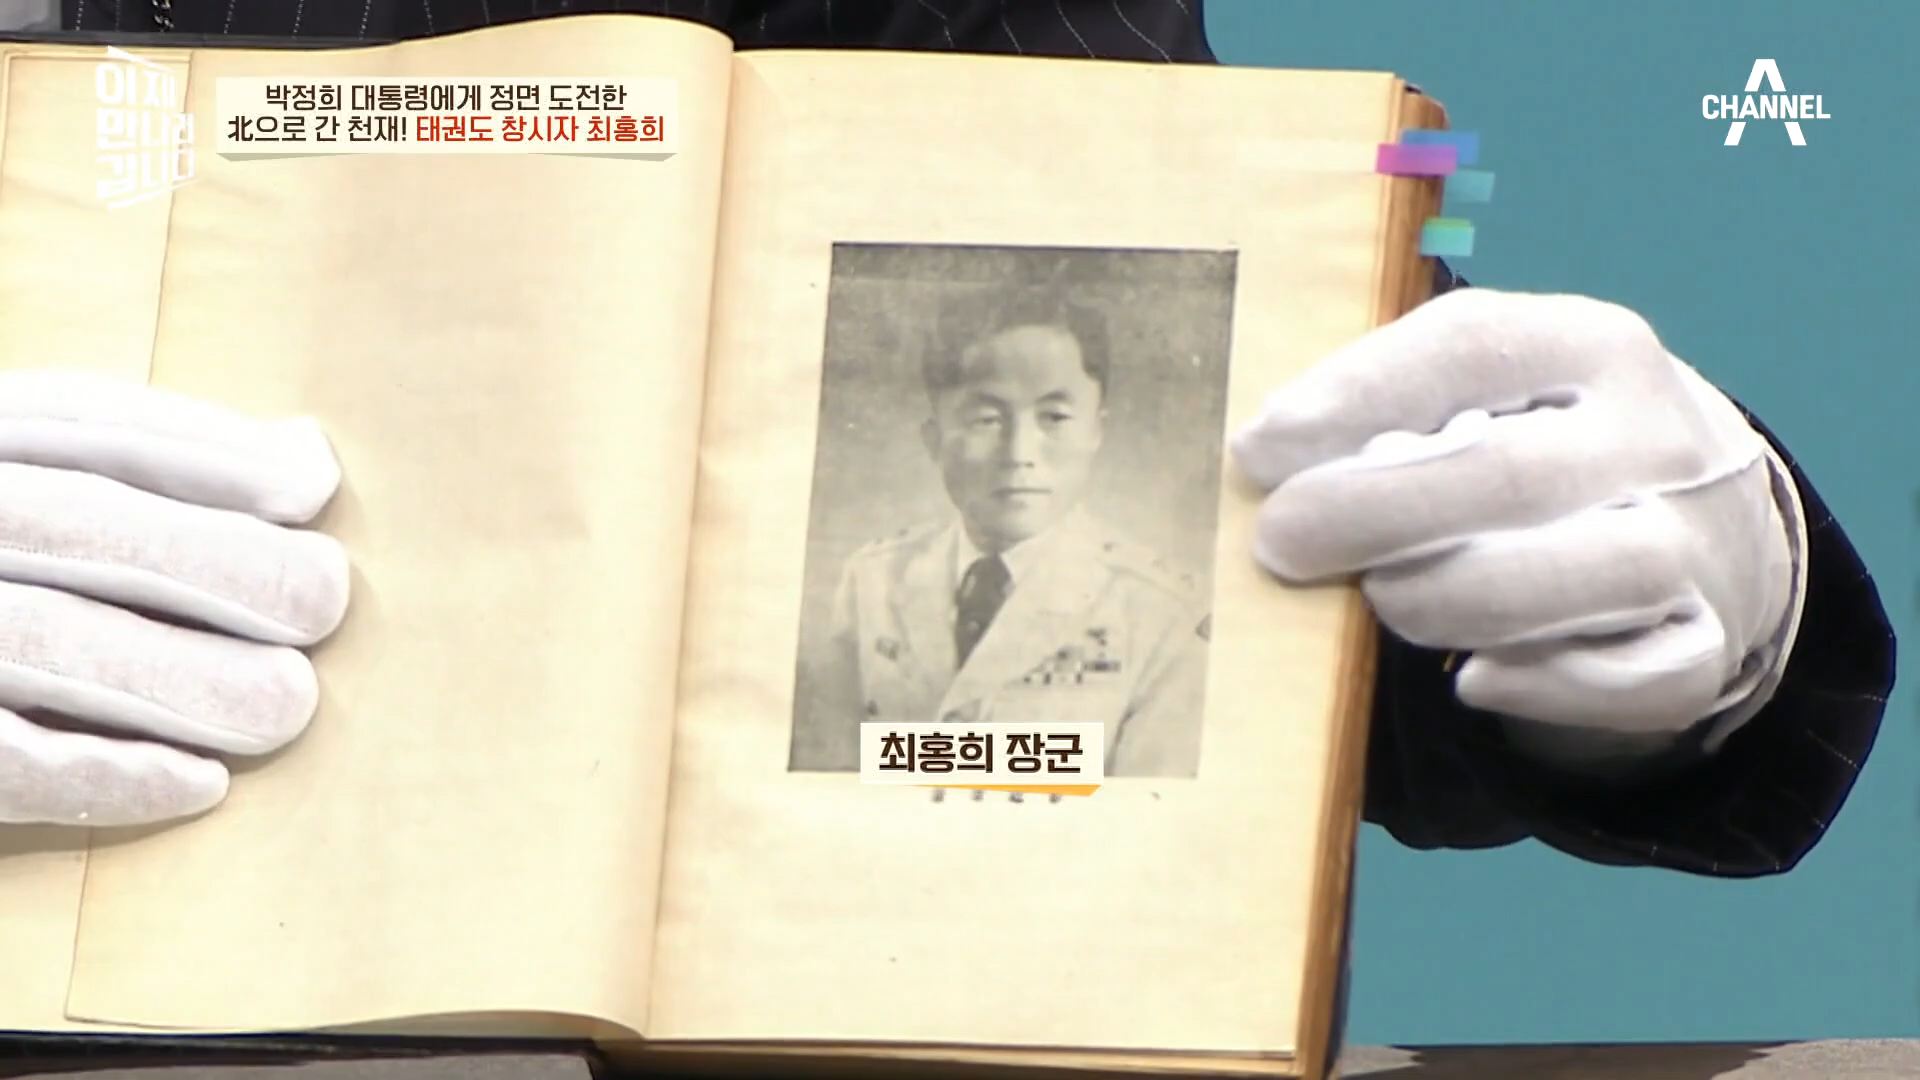 이제
만나러
갑니다
박정희 대통령에게 정면 도전한
北으로 간 천재! 태권도 창시자 최홍희
CHANNEL A
최홍희 장군